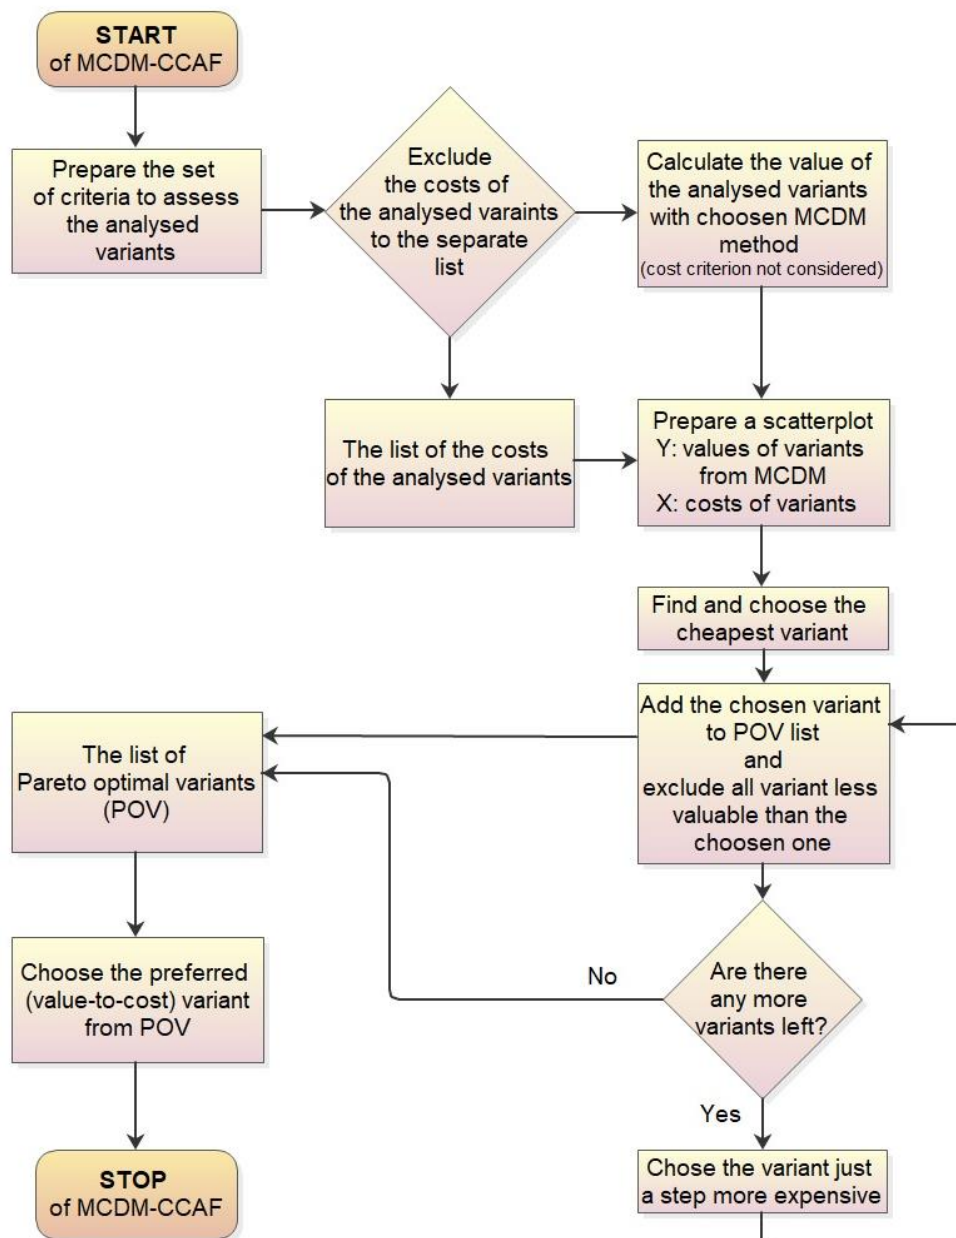 START
of MCDM-CCAF
Prepare the set
of criteria to assess
the analysed
variants
Exclude
the costs of
the analysed varaints
to the separate
list
Calculate the value of
the analysed variants
with choosen MCDM
method
(cost criterion not considered)
The list of the costs
of the analysed variants
Prepare a scatterplot
Y: values of variants
from MCDM
X: costs of variants
Find and choose the
cheapest variant
Add the chosen variant
to POV list
and
exclude all variant less
valuable than the
choosen one
The list of
Pareto optimal variants
(POV)
Are there
any more
variants left?
No
Yes
Choose the preferred
(value-to-cost) variant
from POV
Chose the variant just
a step more expensive
STOP
of MCDM-CCAF